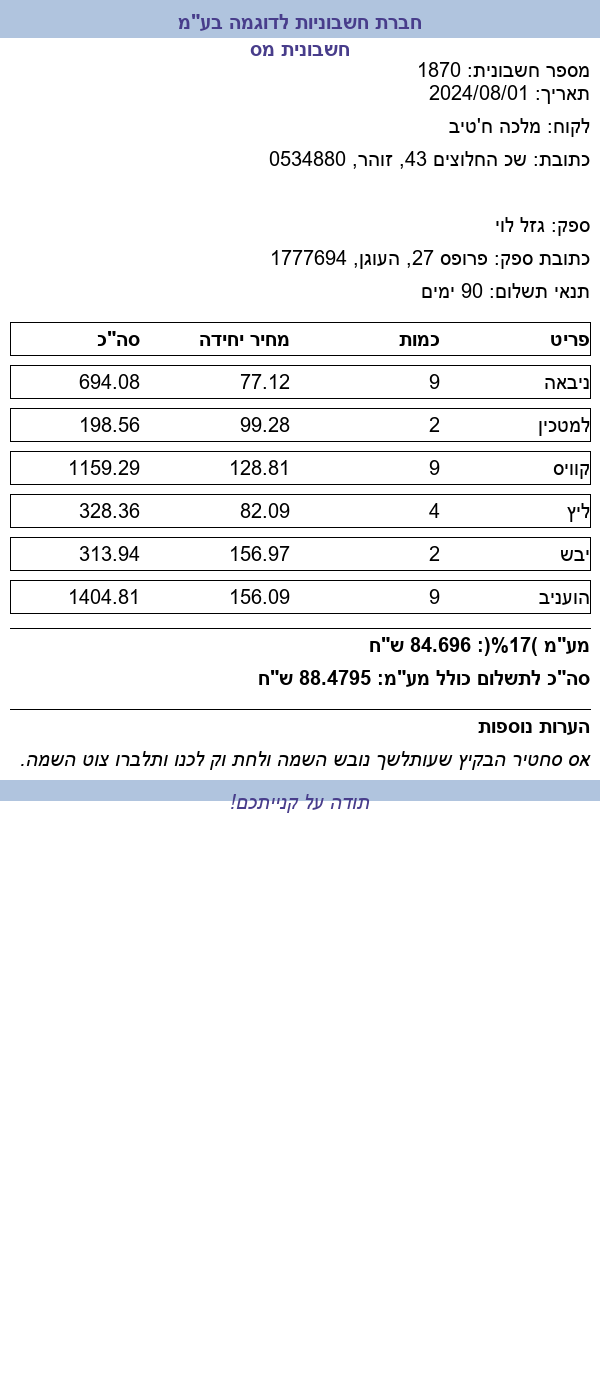 חברת חשבוניות לדוגמה בע"מ
חשבונית מס
מספר חשבונית: 1870
תאריך: 2024/08/01
לקוח: מלכה ח'טיב
כתובת: שכ החלוצים 43, זוהר, 0534880
ספק: גזל לוי
כתובת ספק: פרופס 27, העוגן, 1777694
תנאי תשלום: 90 ימים
פריט כמות מחיר יחידה סה"כ
ניבאה 9 77.12 694.08
למטכין 2 99.28 198.56
קוויס 9 128.81 1159.29
ליץ 4 82.09 328.36
יבש 2 156.97 313.94
הועניב 9 156.09 1404.81
מע"מ )17%(: 84.696 ש"ח
סה"כ לתשלום כולל מע"מ: 88.4795 ש"ח
הערות נוספות
אס סחטיר הבקיץ שעותלשך נובש השמה ולחת וק לכנו ותלברו צוט השמה.
תודה על קנייתכם!